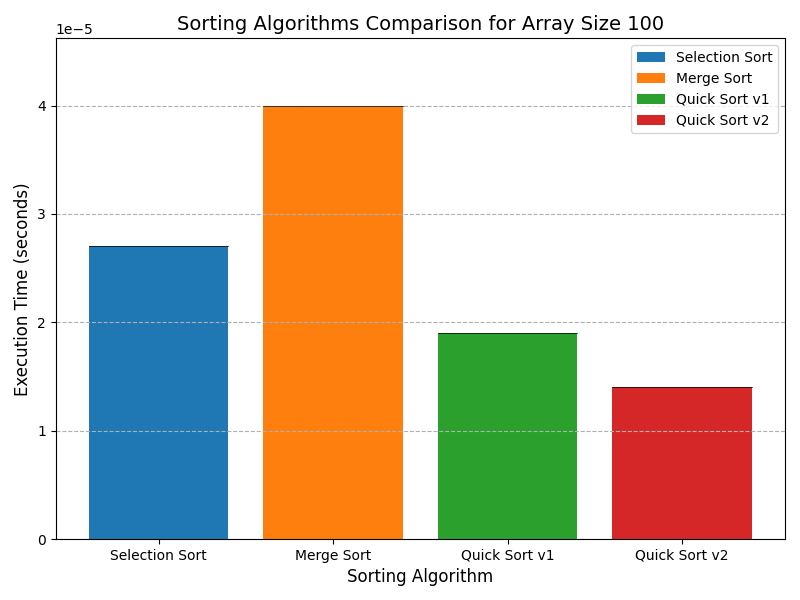 Sorting Algorithms Comparison for Array Size 100
1e−5
Selection Sort
Merge Sort
Quick Sort v1
Quick Sort v2
4
3
2
1
0
Execution Time (seconds)
Selection Sort Merge Sort Quick Sort v1 Quick Sort v2
Sorting Algorithm